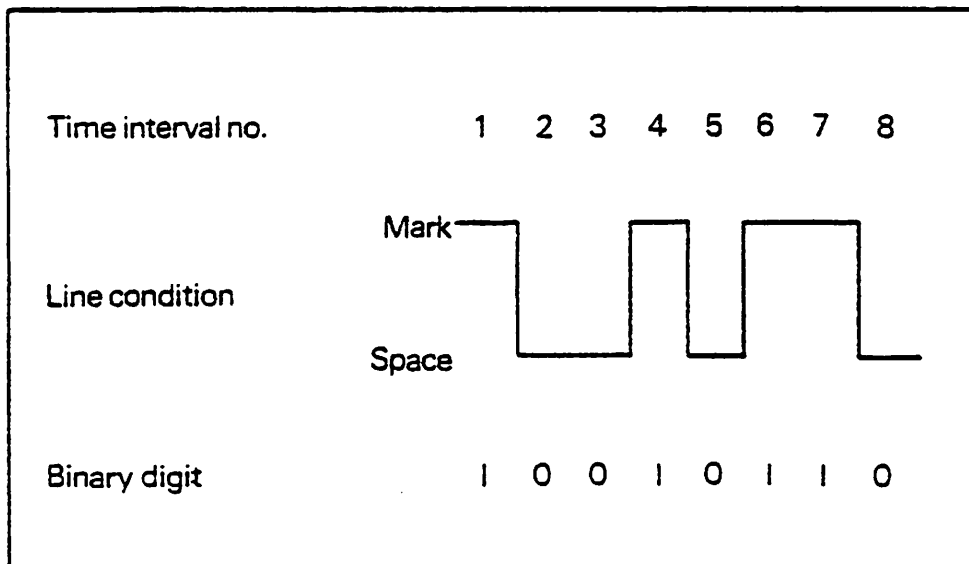 Time interval no. 1 2 3 4 5 6 7 8
Mark
Line condition
Space
Binary digit 1 0 0 1 0 1 1 0